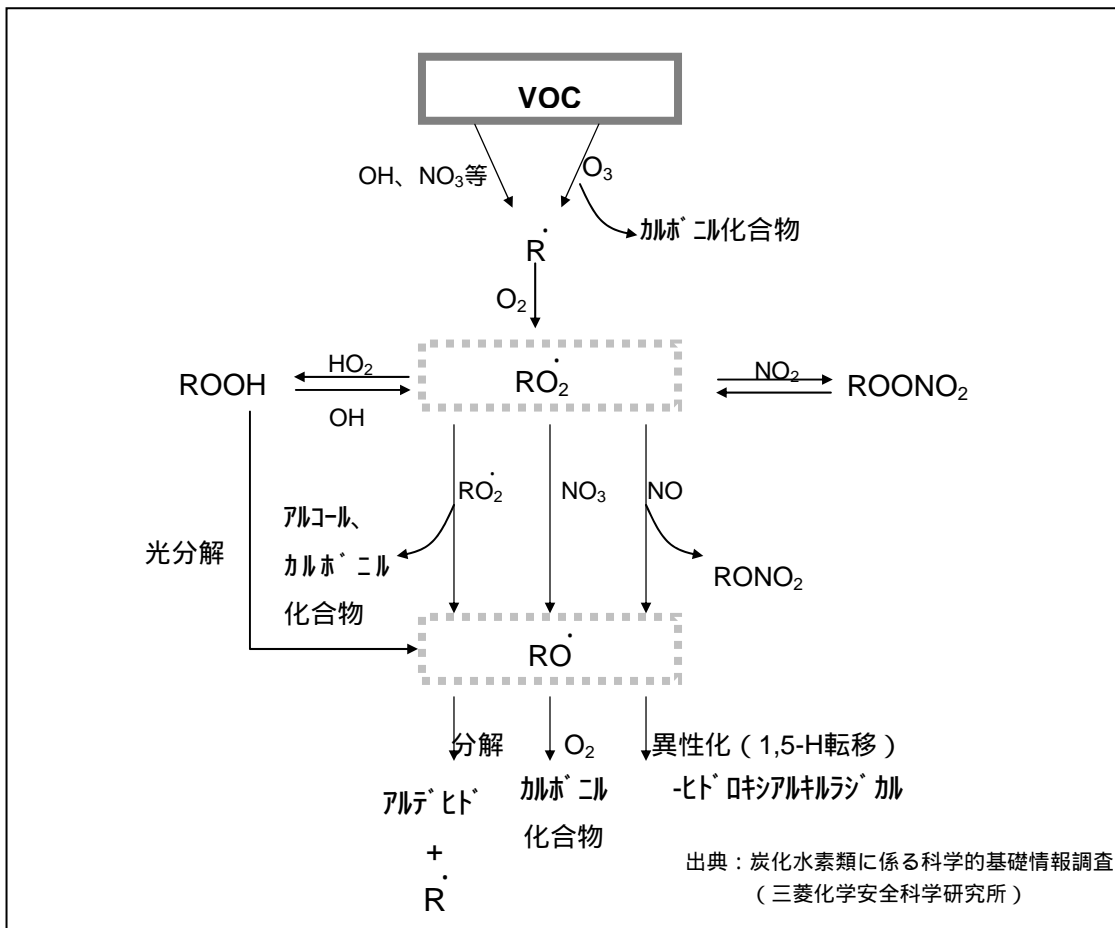 VOC
OH、NO₃等
O₃
ｶﾙﾎﾞﾆﾙ化合物
R・
O₂
HO₂
ROOH
RO₂・
NO₂
ROONO₂
OH
RO₂・
NO₃
NO
ｱﾙｺｰﾙ、
ｶﾙﾎﾞﾆﾙ
化合物
光分解
RONO₂
RO・
分解
O₂
異性化（1,5-H転移）
ｱﾙﾃﾞﾋﾄﾞ
ｶﾙﾎﾞﾆﾙ
-ﾋﾄﾞﾛｷｼｱﾙｷﾙﾗｼﾞｶﾙ
化合物
+
R・
出典：炭化水素類に係る科学的基礎情報調査
（三菱化学安全科学研究所）